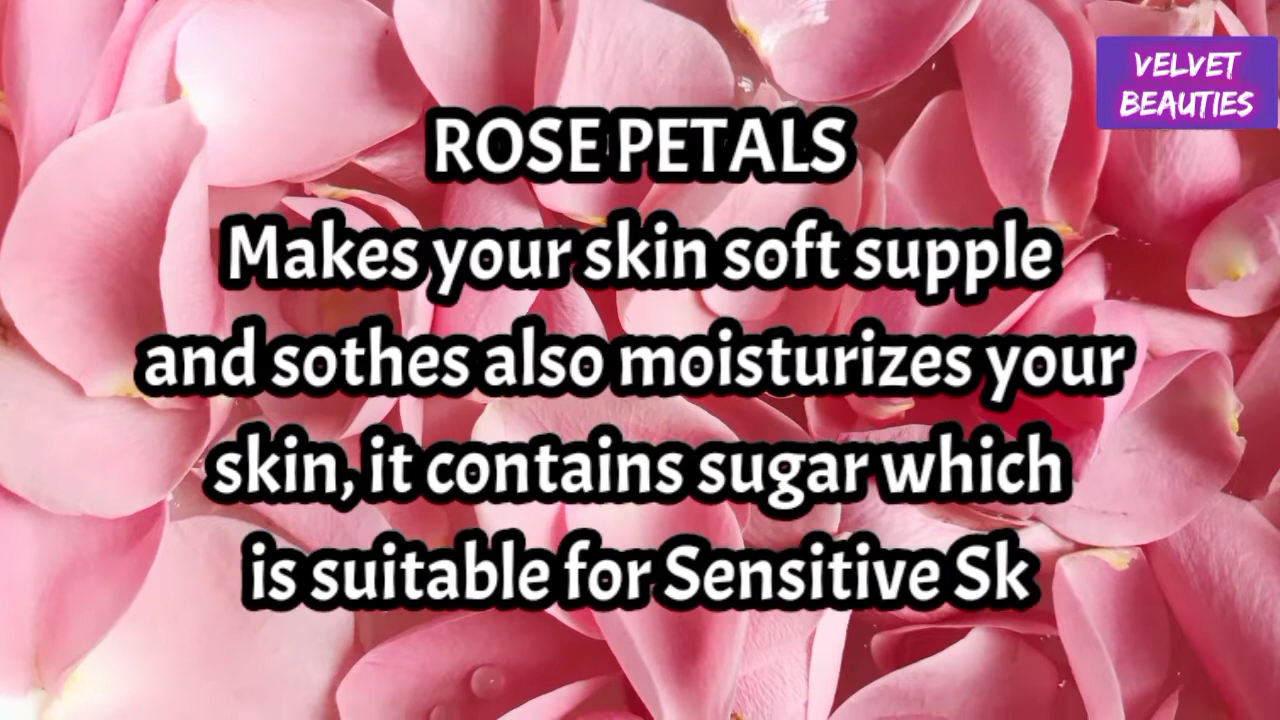 VELVET
BEAUTIES
ROSE PETALS
Makes your skin soft supple
and sothes also moisturizes your
skin, it contains sugar which
is suitable for Sensitive Sk